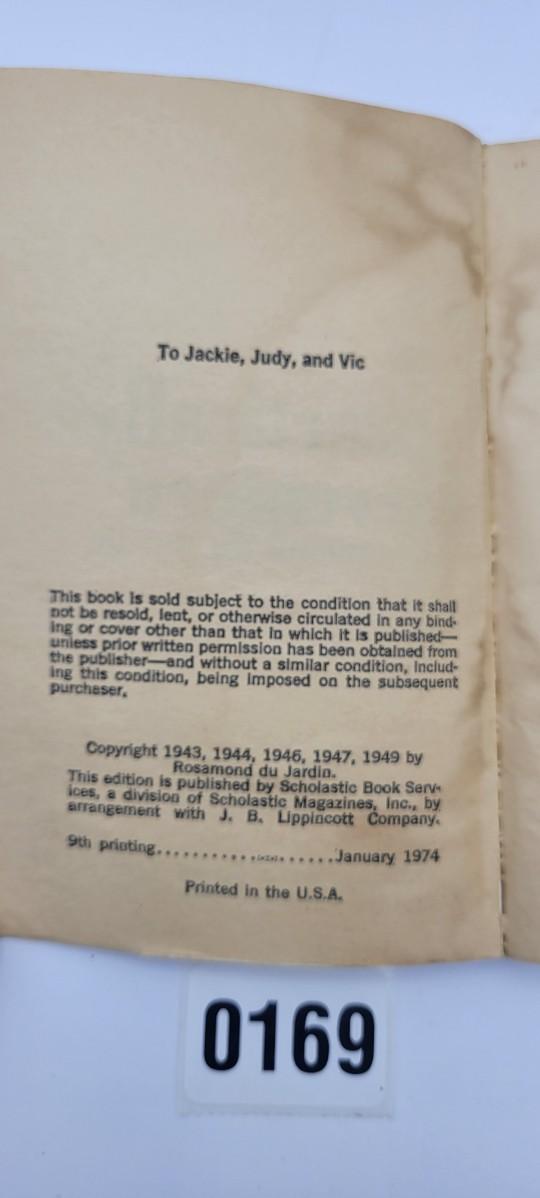 To Jackie, Judy, and Vic
This book is sold subject to the condition that it shall
not be resold, lent, or otherwise circulated in any bind-
ing or cover other than that in which it is published—
unless prior written permission has been obtained from
the publisher—and without a similar condition, includ-
ing this condition, being imposed on the subsequent
purchaser.
Copyright 1943, 1944, 1946, 1947, 1949 by
Rosamond du Jardin.
This edition is published by Scholastic Book Serv-
ices, a division of Scholastic Magazines, Inc., by
arrangement with J. B. Lippincott Company.
9th printing......................January 1974
Printed in the U.S.A.
0169